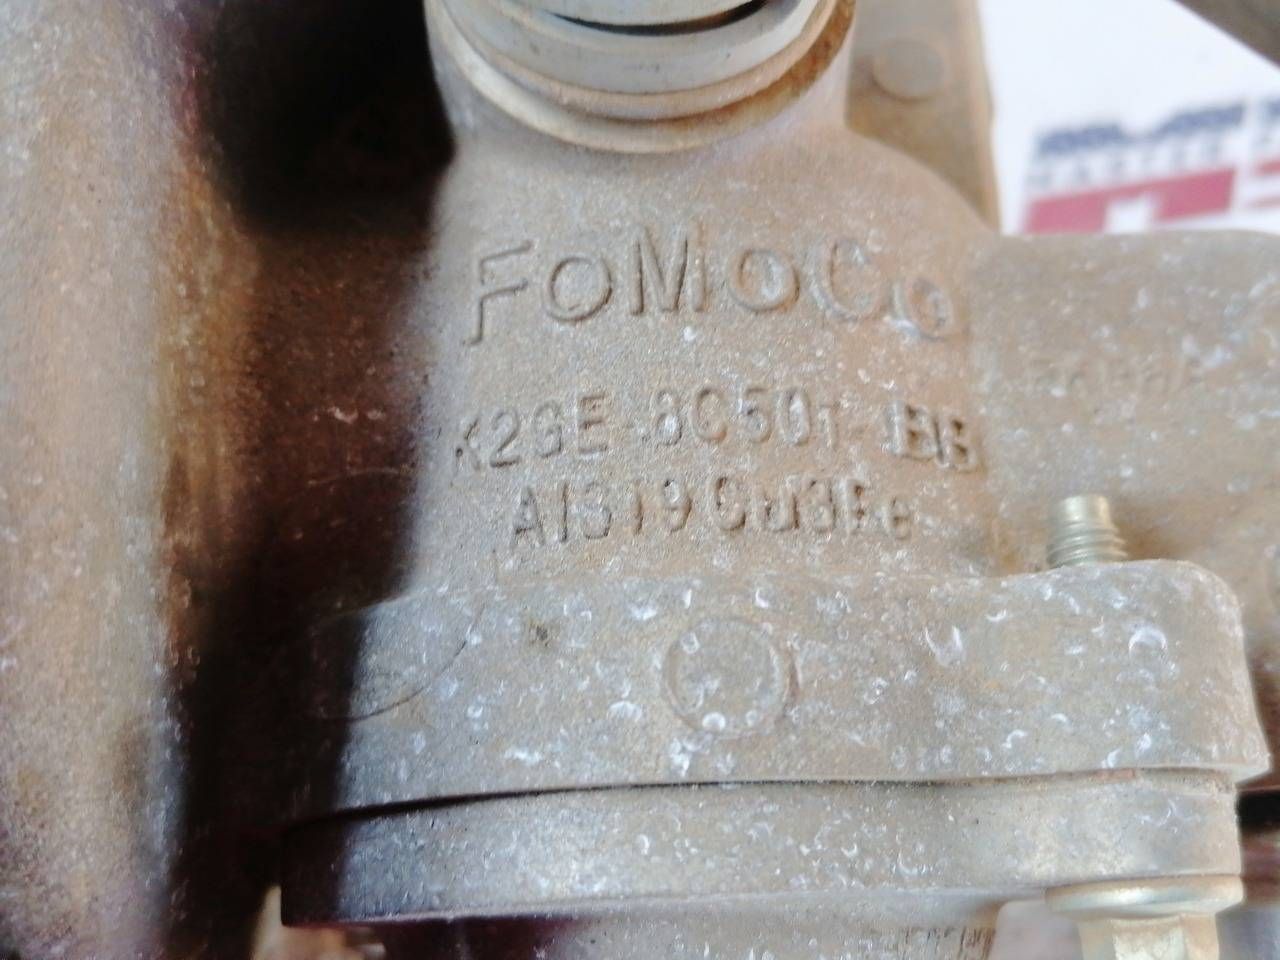 FoMoCo
K2GE-8C501-BB
AlSi9Cu3Fe